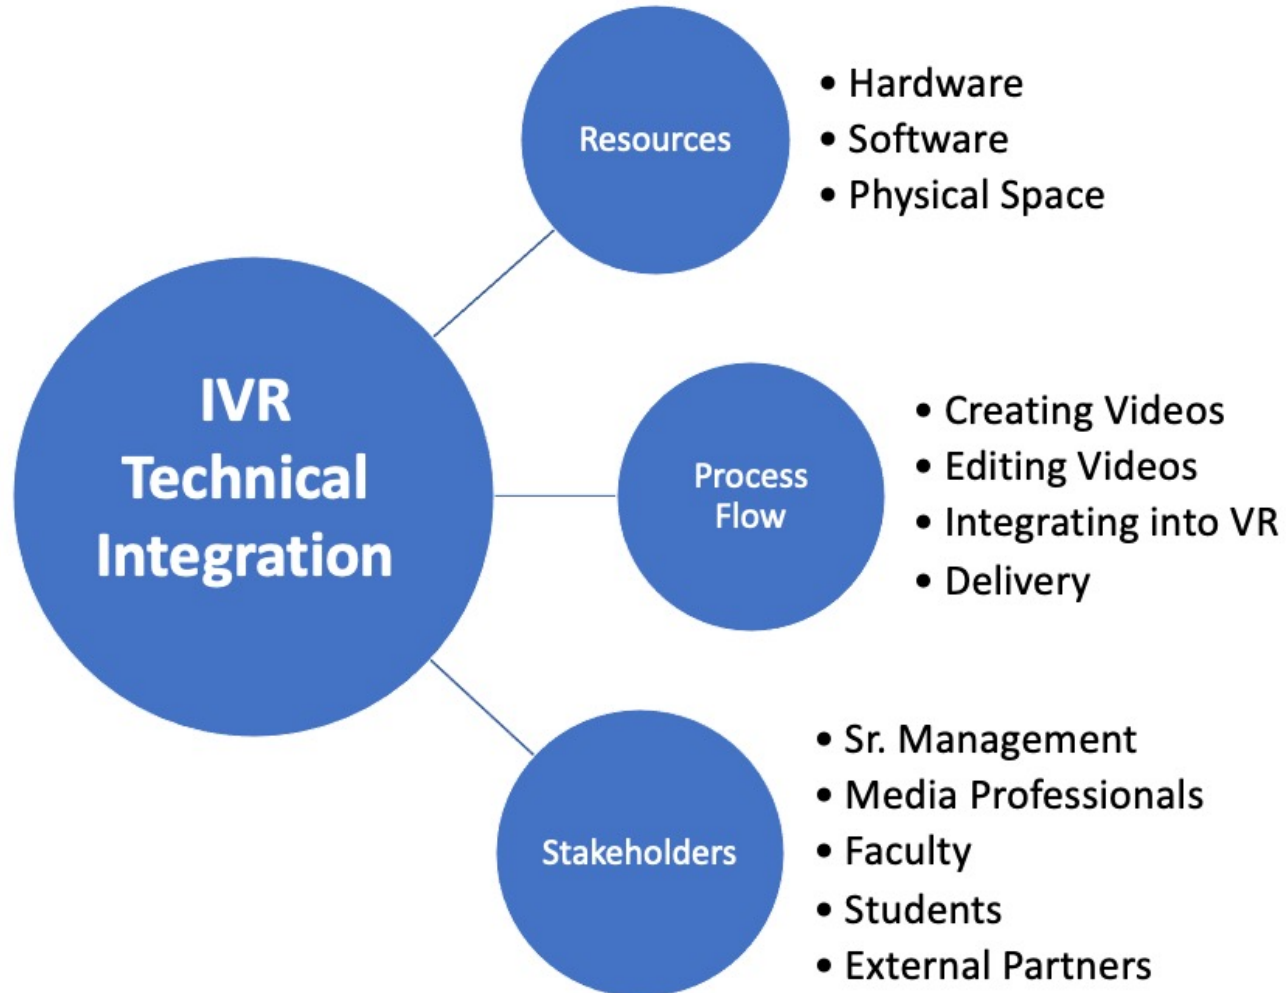 IVR
Technical
Integration
Resources
• Hardware
• Software
• Physical Space
Process
Flow
• Creating Videos
• Editing Videos
• Integrating into VR
• Delivery
Stakeholders
• Sr. Management
• Media Professionals
• Faculty
• Students
• External Partners